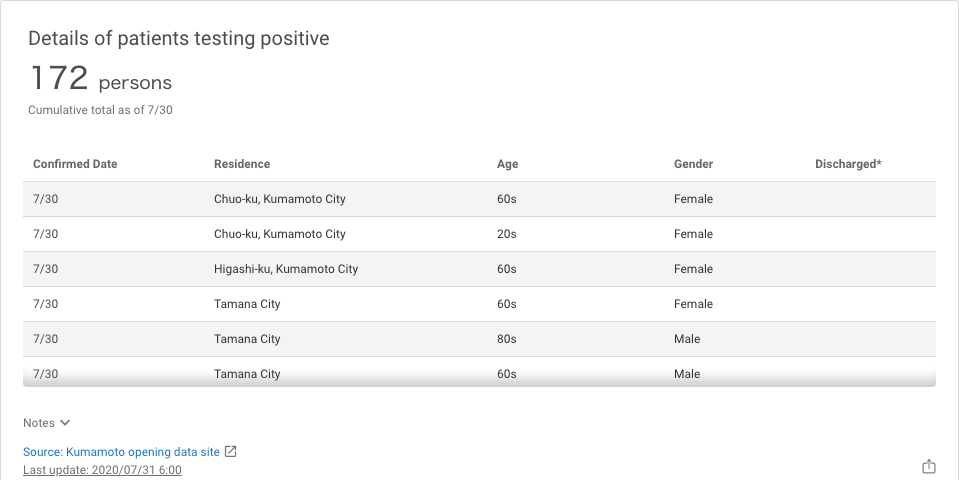 Details of patients testing positive
172 persons
Cumulative total as of 7/30
Confirmed Date Residence Age Gender Discharged*
7/30 Chuo-ku, Kumamoto City 60s Female
7/30 Chuo-ku, Kumamoto City 20s Female
7/30 Higashi-ku, Kumamoto City 60s Female
7/30 Tamana City 60s Female
7/30 Tamana City 80s Male
7/30 Tamana City 60s Male
Notes
Source: Kumamoto opening data site
Last update: 2020/07/31 6:00